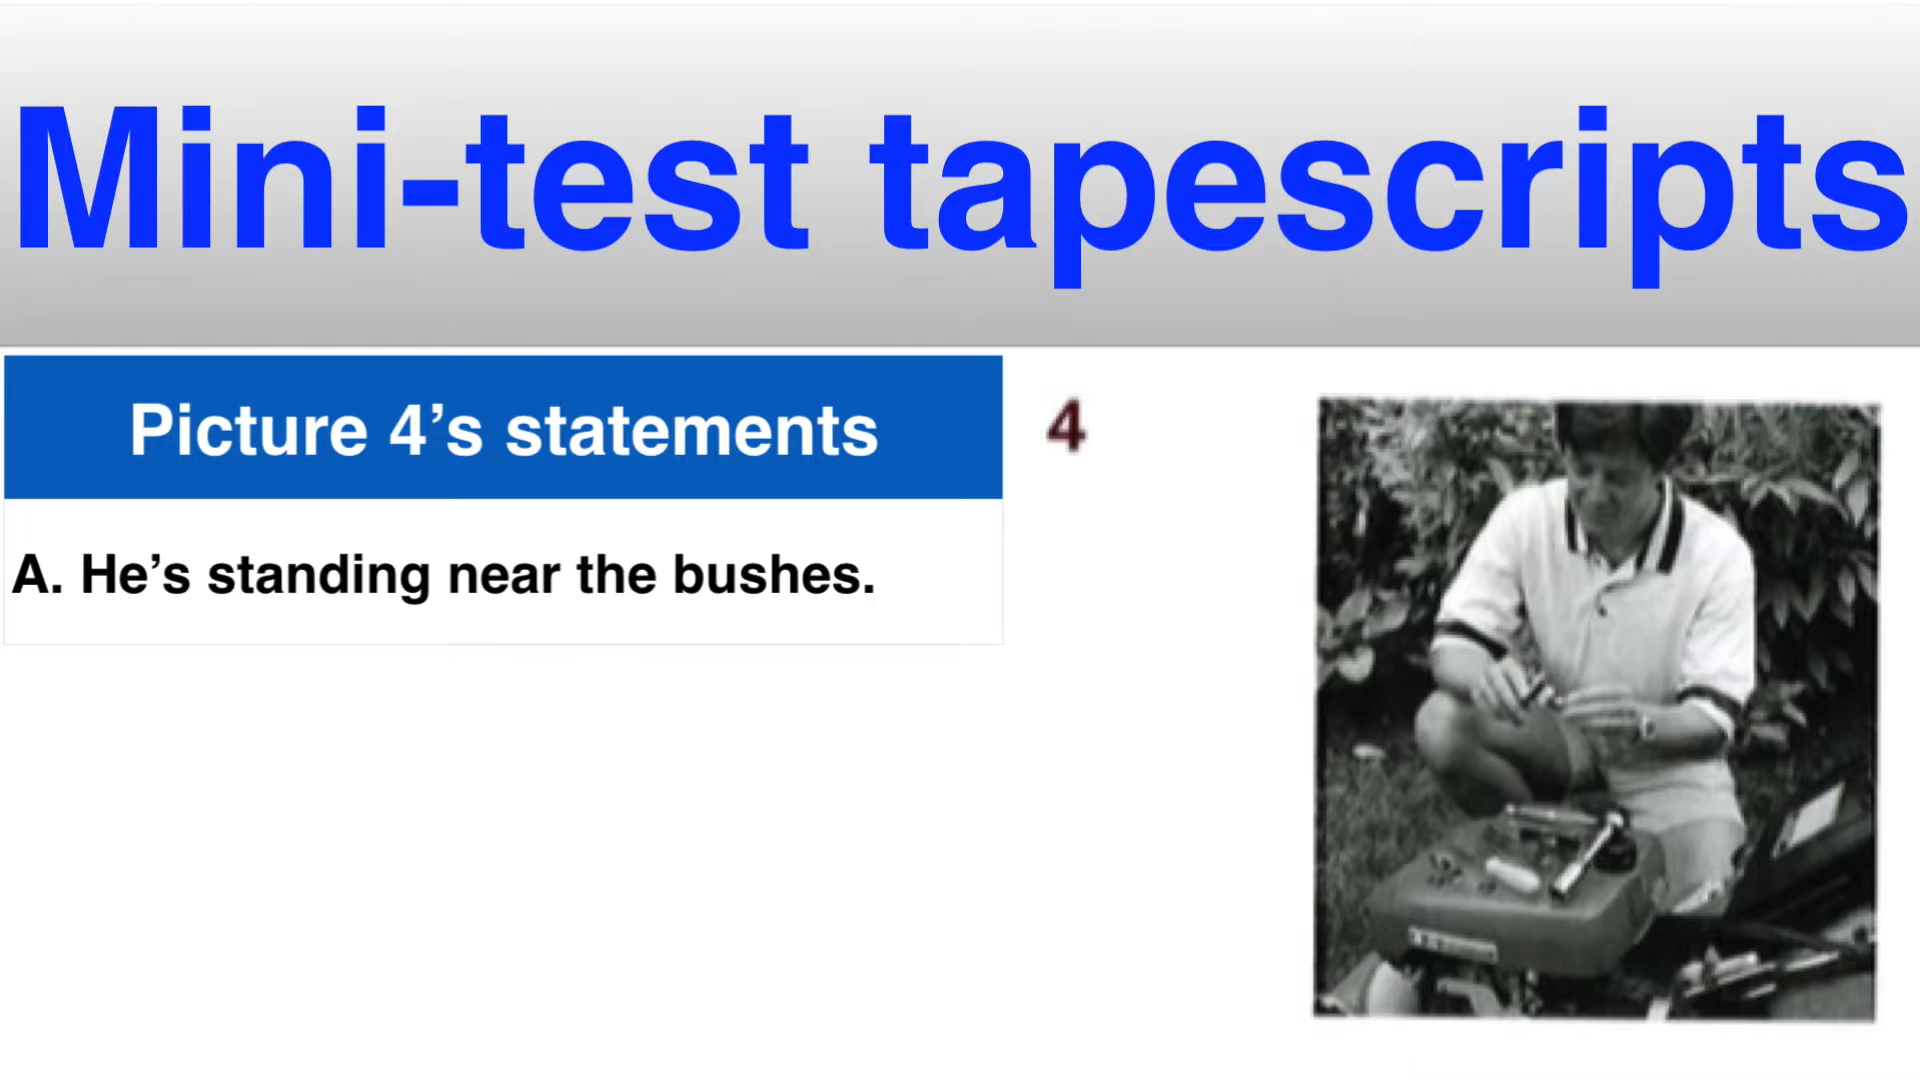 Mini-test tapescripts
Picture 4’s statements
4
A. He’s standing near the bushes.